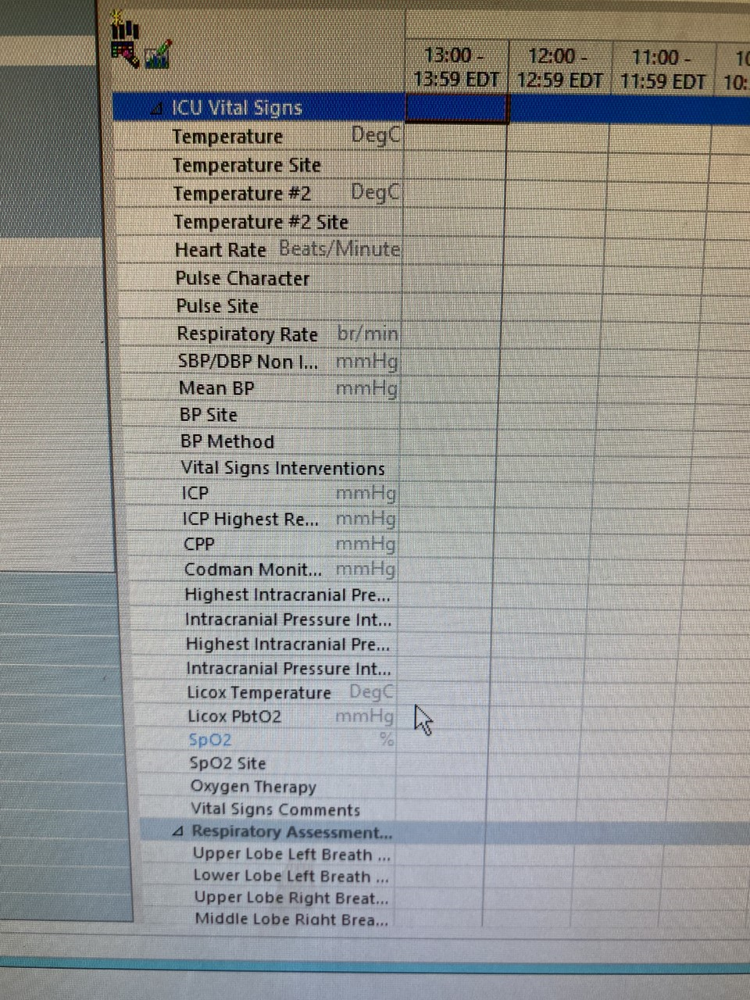 13:00 - 12:00 - 11:00 - 10
13:59 EDT 12:59 EDT 11:59 EDT 10:
ICU Vital Signs
Temperature DegC
Temperature Site
Temperature #2 DegC
Temperature #2 Site
Heart Rate Beats/Minute
Pulse Character
Pulse Site
Respiratory Rate br/min
SBP/DBP Non I... mmHg
Mean BP mmHg
BP Site
BP Method
Vital Signs Interventions
ICP mmHg
ICP Highest Re... mmHg
CPP mmHg
Codman Monit... mmHg
Highest Intracranial Pre...
Intracranial Pressure Int...
Highest Intracranial Pre...
Intracranial Pressure Int...
Licox Temperature DegC
Licox PbtO2 mmHg
SpO2 %
SpO2 Site
Oxygen Therapy
Vital Signs Comments
Respiratory Assessment...
Upper Lobe Left Breath ...
Lower Lobe Left Breath ...
Upper Lobe Right Breat...
Middle Lobe Right Brea...